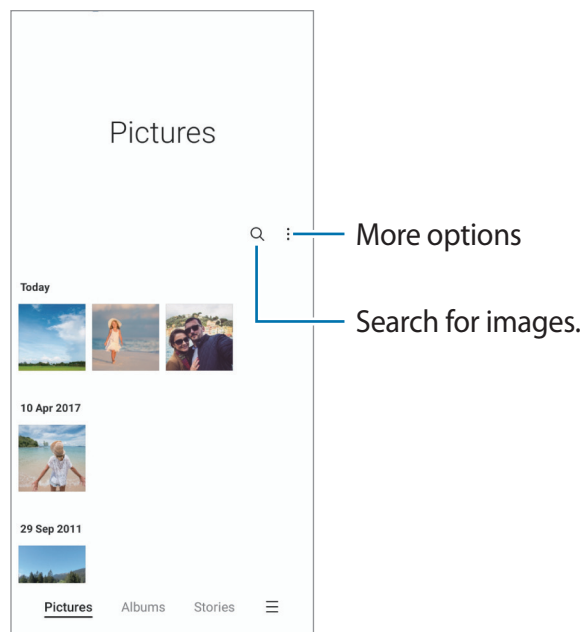 Pictures
More options
Search for images.
Today
10 Apr 2017
29 Sep 2011
Pictures Albums Stories